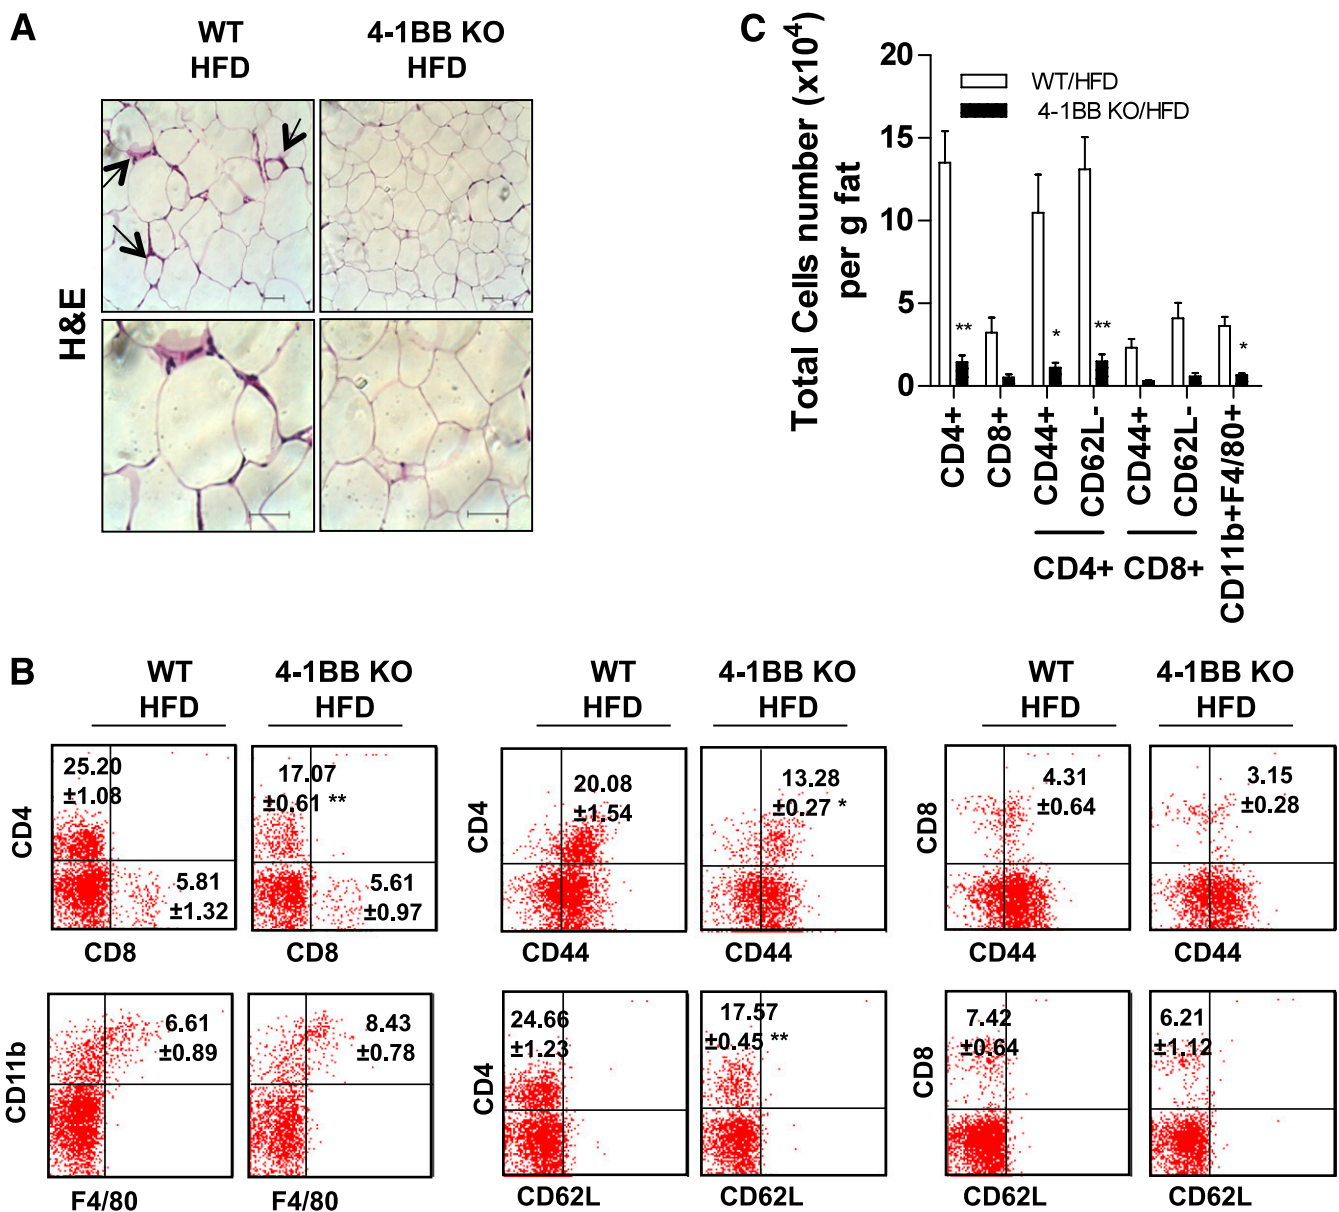 A
WT
HFD
4-1BB KO
HFD
H&E
C
Total Cells number (x10⁴)
per g fat
20
15
10
5
0
WT/HFD
4-1BB KO/HFD
**
*
**
*
CD4+
CD8+
CD44+
CD62L-
CD44+
CD62L-
CD11b+F4/80+
CD4+
CD8+
B
WT
HFD
4-1BB KO
HFD
WT
HFD
4-1BB KO
HFD
WT
HFD
4-1BB KO
HFD
CD4
25.20
±1.08
5.81
±1.32
CD8
17.07
±0.61 **
5.61
±0.97
CD8
CD4
20.08
±1.54
CD44
13.28
±0.27 *
CD44
CD8
4.31
±0.64
CD44
3.15
±0.28
CD44
CD11b
6.61
±0.89
F4/80
8.43
±0.78
F4/80
CD4
24.66
±1.23
CD62L
17.57
±0.45 **
CD62L
CD8
7.42
±0.64
CD62L
6.21
±1.12
CD62L